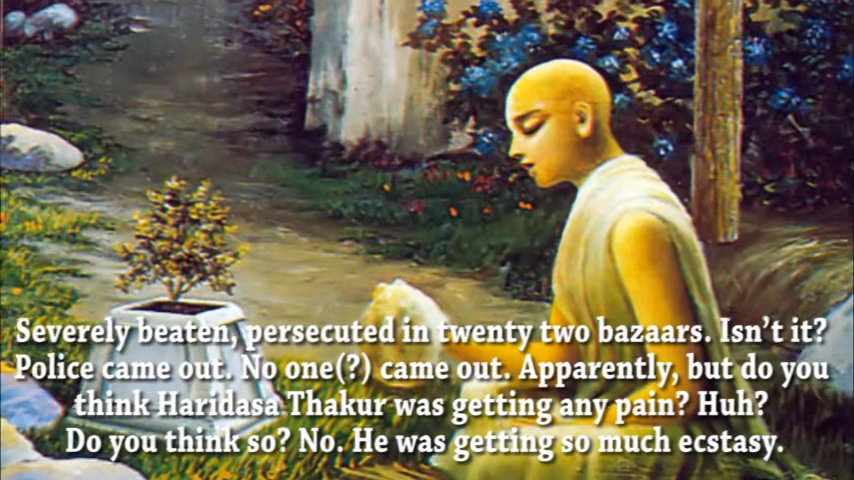 Severely beaten, persecuted in twenty two bazaars. Isn't it?
Police came out. No one(?) came out. Apparently, but do you
think Haridasa Thakur was getting any pain? Huh?
Do you think so? No. He was getting so much ecstasy.